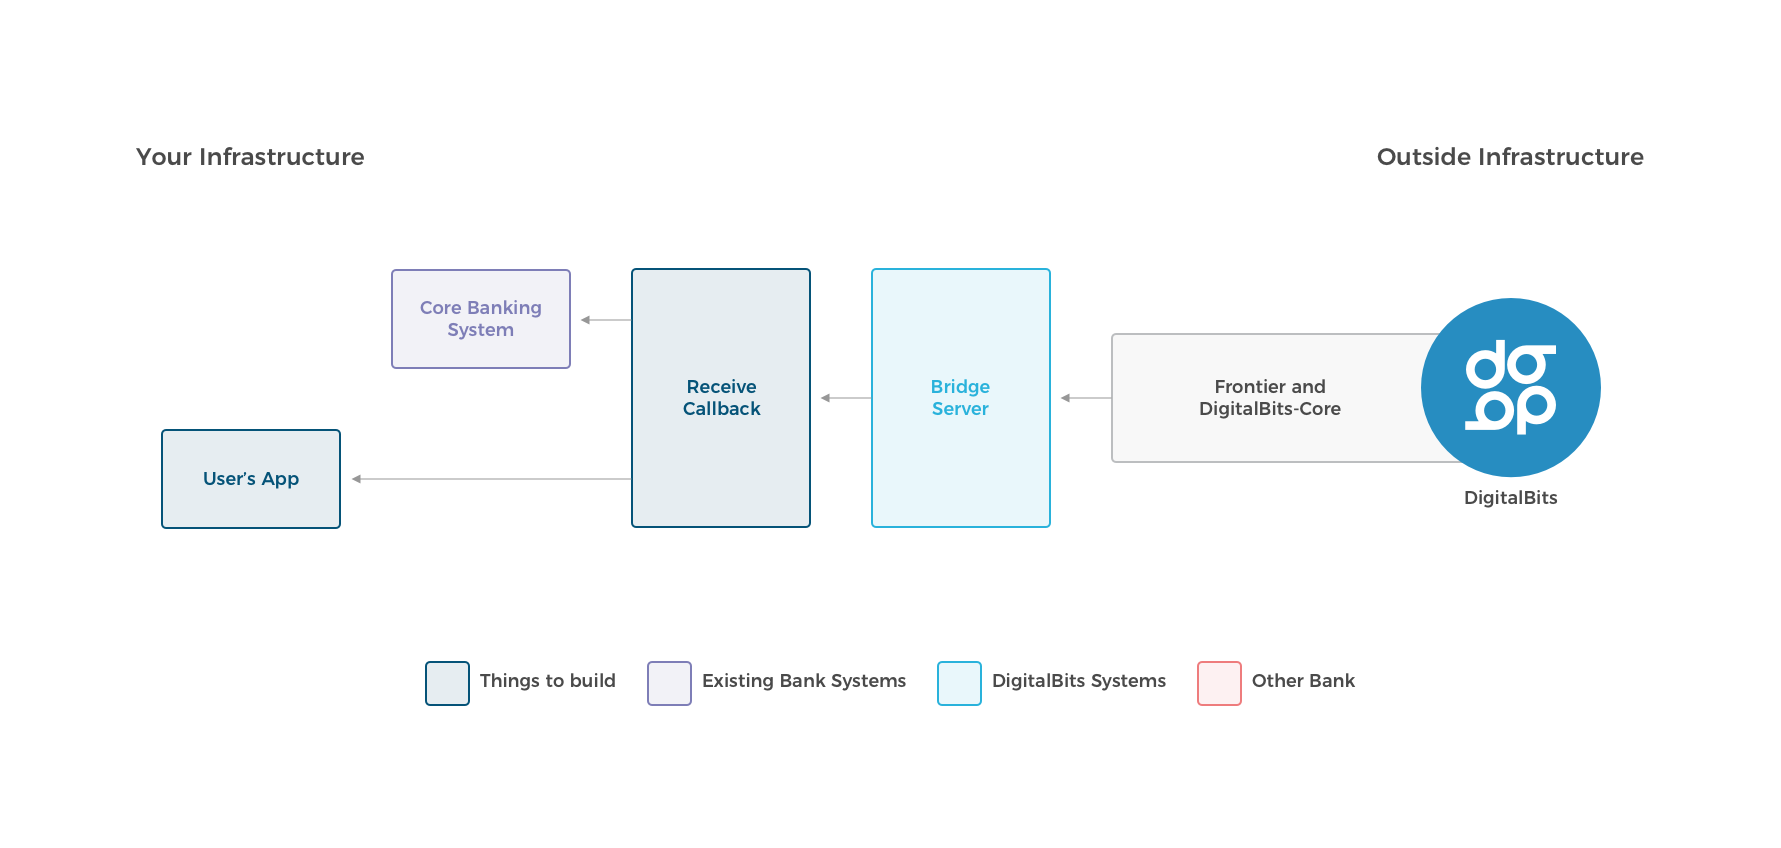 Your Infrastructure
Outside Infrastructure
Core Banking
System
Receive
Callback
Bridge
Server
Frontier and
DigitalBits-Core
User's App
DigitalBits
Things to build
Existing Bank Systems
DigitalBits Systems
Other Bank